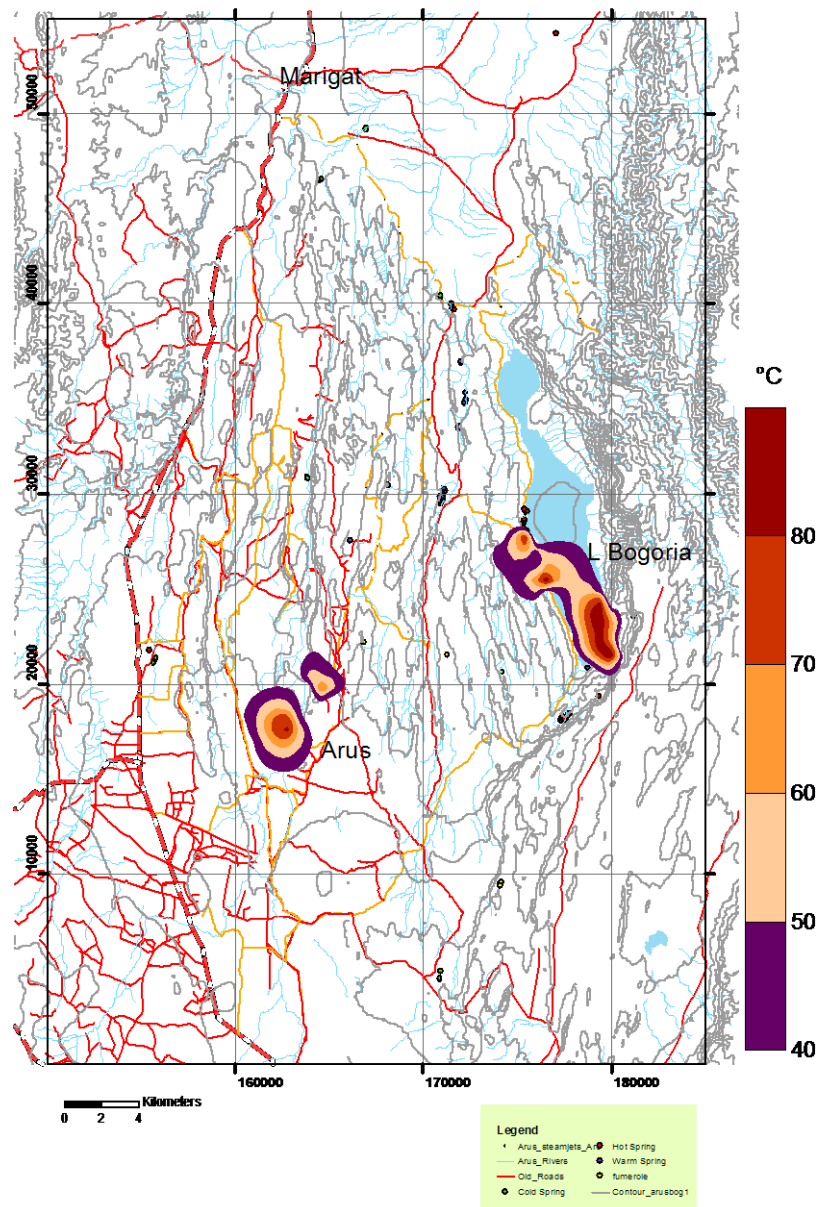 Marigat
50000
40000
°C
30000
L Bogoria
80
20000
70
Arus
60
10000
50
40
160000 170000 180000
Kilometers
0 2 4
Legend
Arus_steamjets_Ar Hot Spring
Arus_Rivers Warm Spring
Old_Roads fumerole
Cold Spring Contour_arusbog1